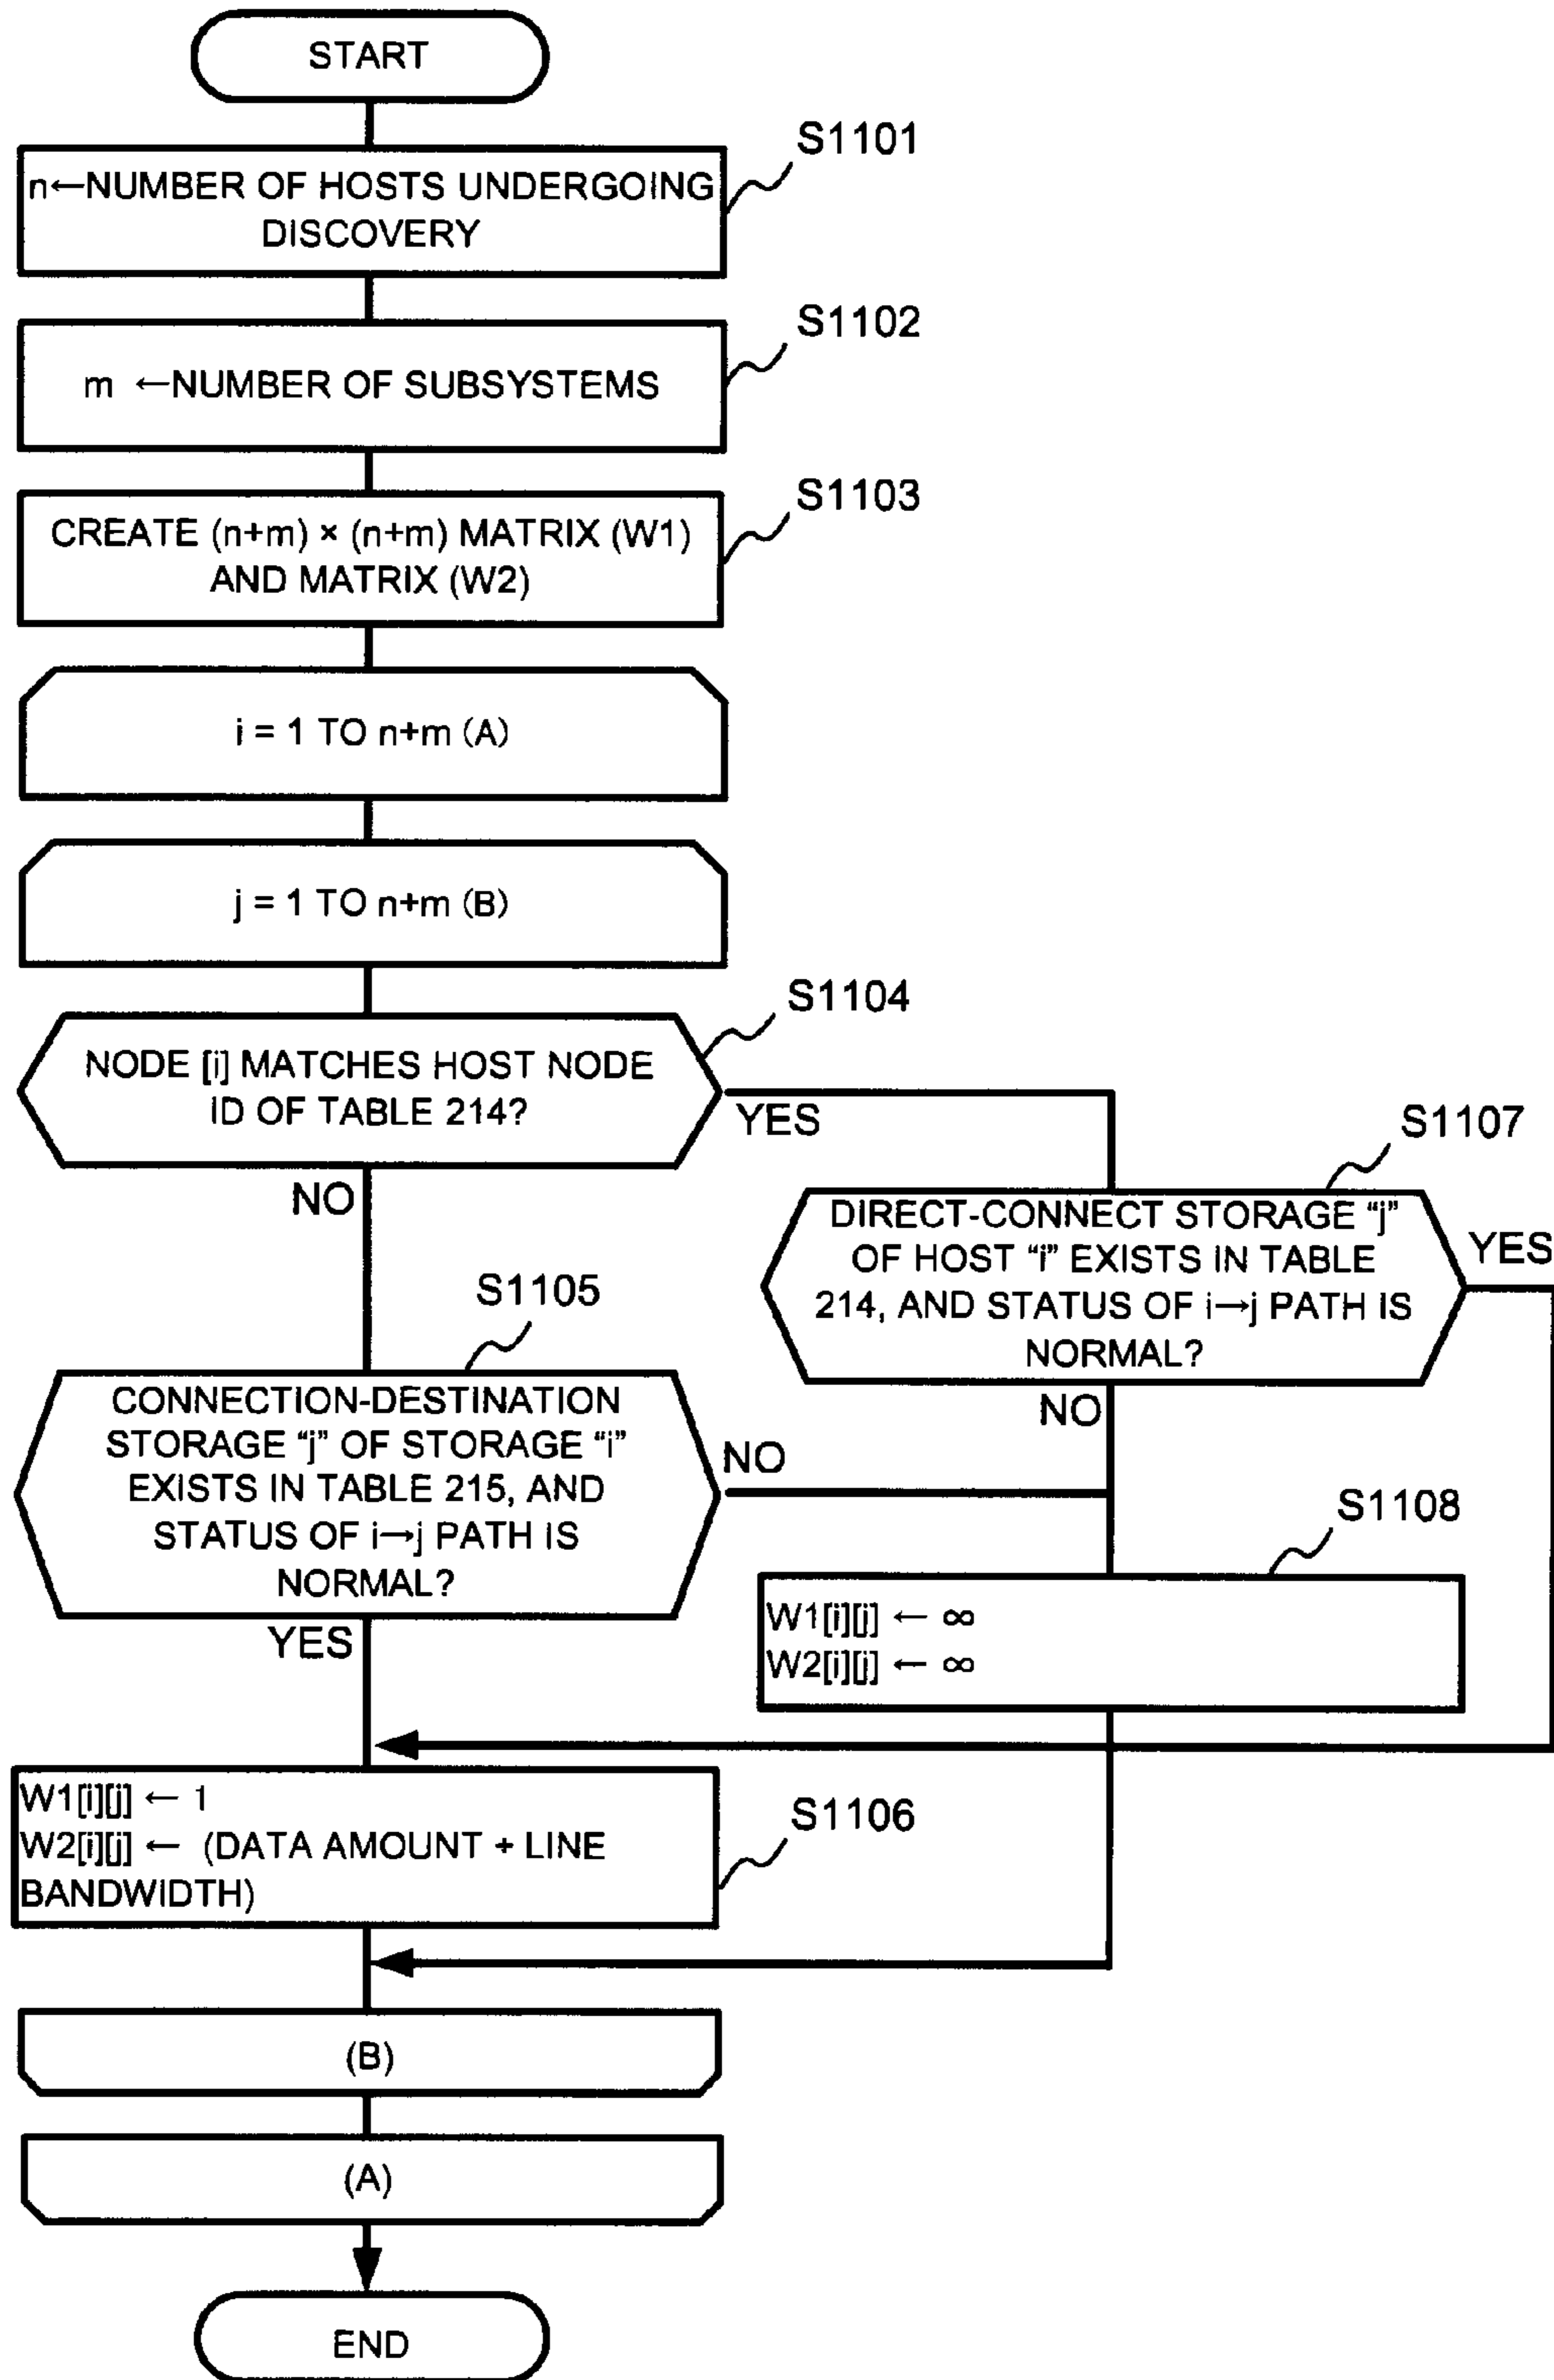 START
S1101
n←NUMBER OF HOSTS UNDERGOING
DISCOVERY
S1102
m ←NUMBER OF SUBSYSTEMS
S1103
CREATE (n+m) × (n+m) MATRIX (W1)
AND MATRIX (W2)
i = 1 TO n+m (A)
j = 1 TO n+m (B)
S1104
NODE [i] MATCHES HOST NODE
ID OF TABLE 214?
YES
NO
S1107
DIRECT-CONNECT STORAGE “j”
OF HOST “i” EXISTS IN TABLE
214, AND STATUS OF i→j PATH IS
NORMAL?
YES
NO
S1105
CONNECTION-DESTINATION
STORAGE “j” OF STORAGE “i”
EXISTS IN TABLE 215, AND
STATUS OF i→j PATH IS
NORMAL?
NO
YES
S1108
W1[i][j] ← ∞
W2[i][j] ← ∞
W1[i][j] ← 1
W2[i][j] ← (DATA AMOUNT + LINE
BANDWIDTH)
S1106
(B)
(A)
END